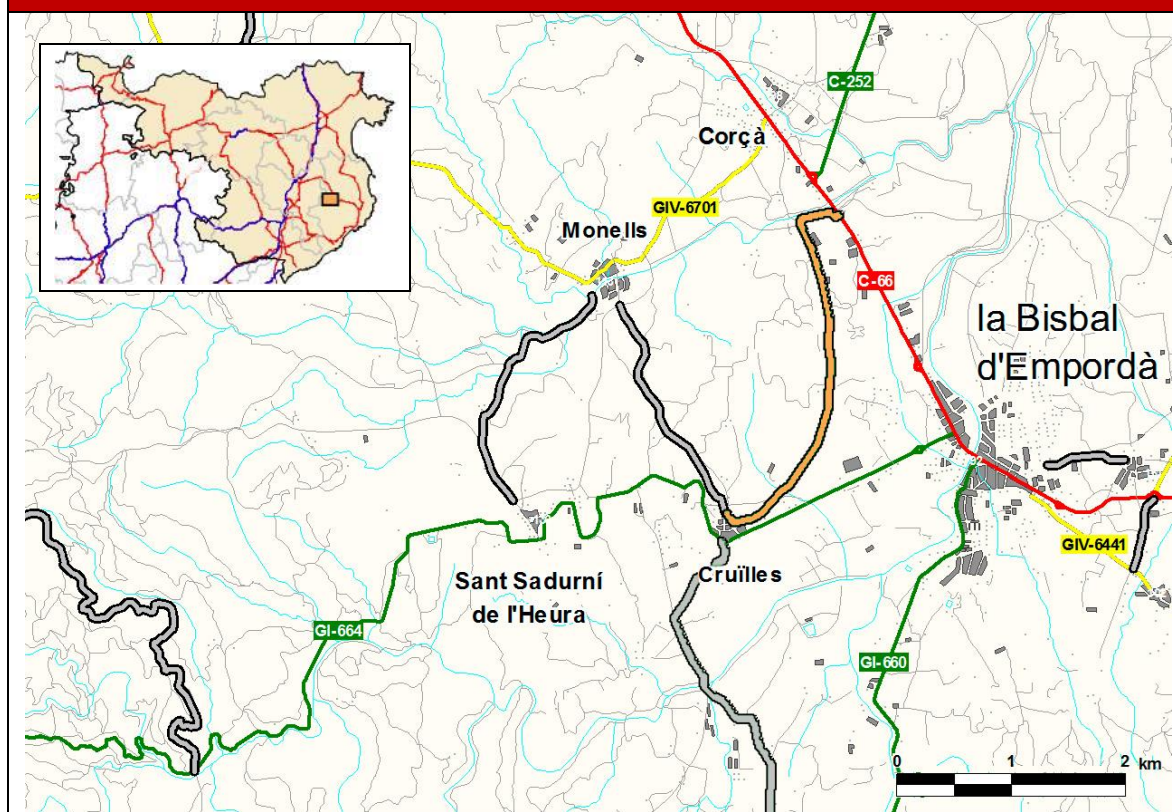 C-252
Corçà
GIV-6701
Monells
C-66
la Bisbal
d'Empordà
GIV-6441
Sant Sadurní
de l'Heura
Cruïlles
GI-664
GI-660
0 1 2 km